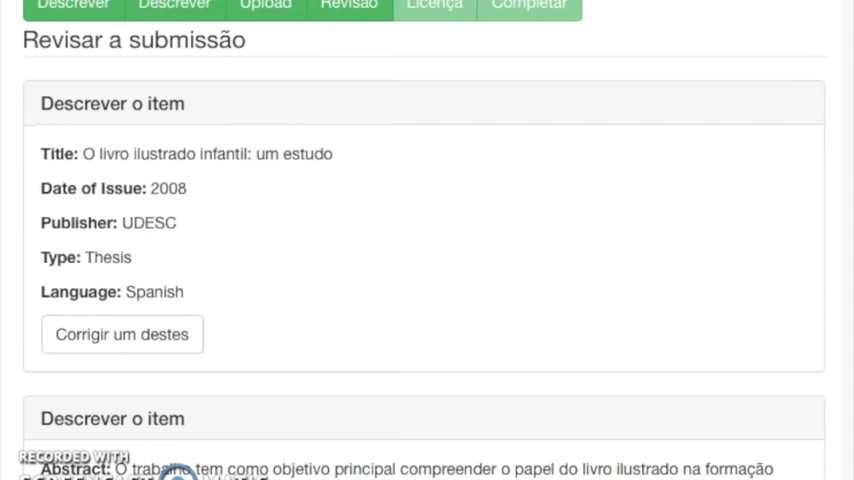 Descrever Descrever Upload Revisão Licença Completar
Revisar a submissão
Descrever o item
Title: O livro ilustrado infantil: um estudo
Date of Issue: 2008
Publisher: UDESC
Type: Thesis
Language: Spanish
Corrigir um destes
Descrever o item
RECORDED WITH
Abstract: O trabalho tem como objetivo principal compreender o papel do livro ilustrado na formação